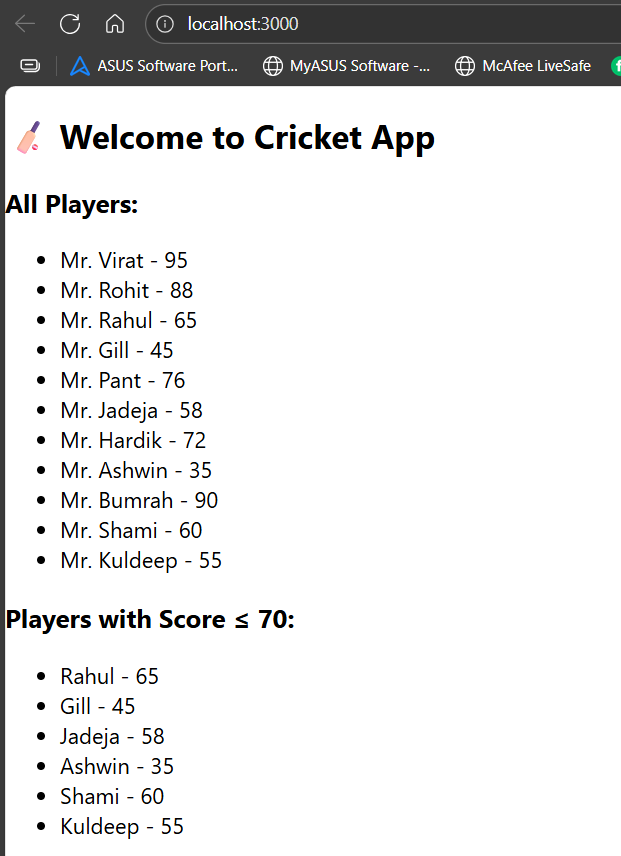 localhost:3000
ASUS Software Port... MyASUS Software -... McAfee LiveSafe
Welcome to Cricket App
All Players:
Mr. Virat - 95
Mr. Rohit - 88
Mr. Rahul - 65
Mr. Gill - 45
Mr. Pant - 76
Mr. Jadeja - 58
Mr. Hardik - 72
Mr. Ashwin - 35
Mr. Bumrah - 90
Mr. Shami - 60
Mr. Kuldeep - 55
Players with Score ≤ 70:
Rahul - 65
Gill - 45
Jadeja - 58
Ashwin - 35
Shami - 60
Kuldeep - 55